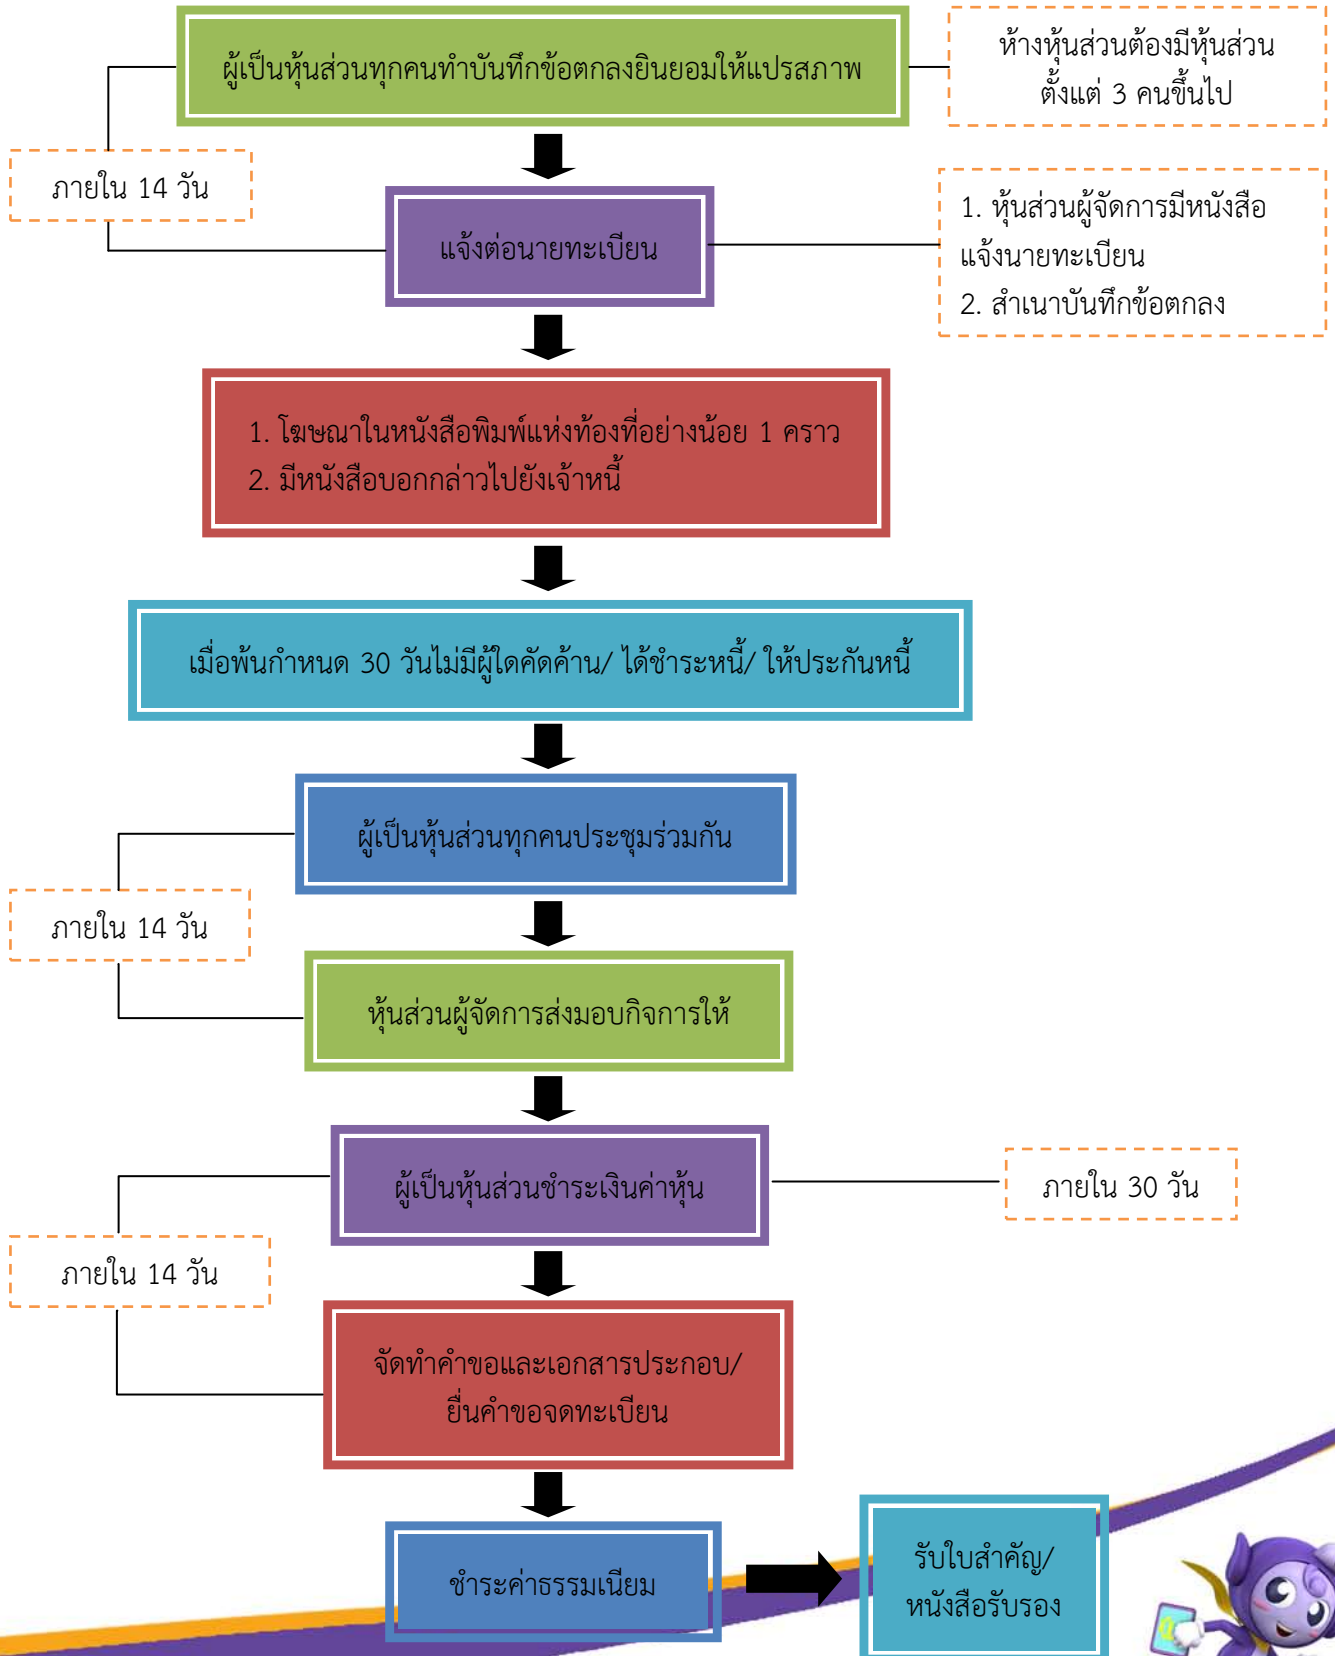 ผู้เป็นหุ้นส่วนทุกคนทำบันทึกข้อตกลงยินยอมให้แปรสภาพ
ห้างหุ้นส่วนต้องมีหุ้นส่วน
ตั้งแต่ 3 คนขึ้นไป
ภายใน 14 วัน
แจ้งต่อนายทะเบียน
1. หุ้นส่วนผู้จัดการมีหนังสือ
แจ้งนายทะเบียน
2. สำเนาบันทึกข้อตกลง
1. โฆษณาในหนังสือพิมพ์แห่งท้องที่อย่างน้อย 1 คราว
2. มีหนังสือบอกกล่าวไปยังเจ้าหนี้
เมื่อพ้นกำหนด 30 วันไม่มีผู้ใดคัดค้าน/ ได้ชำระหนี้/ ให้ประกันหนี้
ผู้เป็นหุ้นส่วนทุกคนประชุมร่วมกัน
ภายใน 14 วัน
หุ้นส่วนผู้จัดการส่งมอบกิจการให้
ผู้เป็นหุ้นส่วนชำระเงินค่าหุ้น
ภายใน 30 วัน
ภายใน 14 วัน
จัดทำคำขอและเอกสารประกอบ/
ยื่นคำขอจดทะเบียน
ชำระค่าธรรมเนียม
รับใบสำคัญ/
หนังสือรับรอง